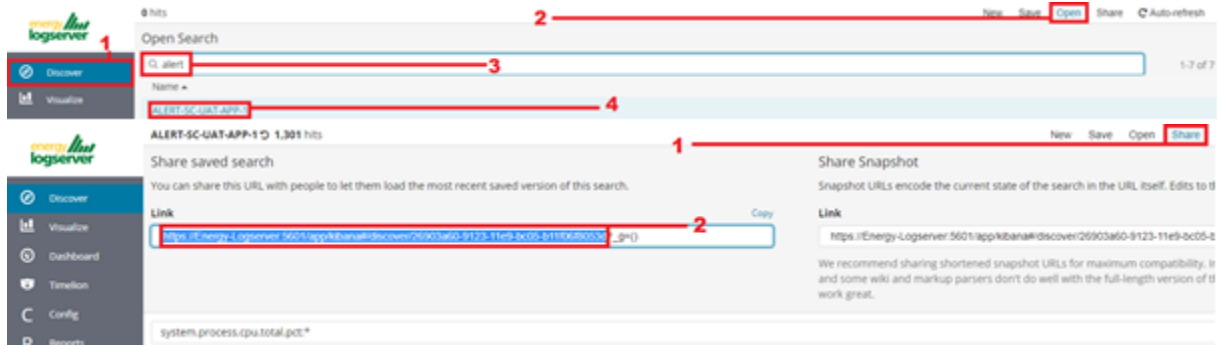 energy
logserver
0 hits
2
New Save Open Share Auto-refresh
Open Search
1
alert
3
1-7 of 7
Discover
Name
Visualize
ALERT-SC-UAT-APP-1
4
energy
logserver
ALERT-SC-UAT-APP-1 1,301 hits
1
New Save Open Share
Share saved search
Share Snapshot
You can share this URL with people to let them load the most recent saved version of this search.
Snapshot URLs encode the current state of the search in the URL itself. Edits to t
Discover
Link
Copy
Link
Visualize
https://Energy-Logserver:5601/app/kibana#/discover/26903a60-9123-11e9-bc05-b11f06f8053c?_g=()
2
https://Energy-Logserver:5601/app/kibana#/discover/26903a60-9123-11e9-bc05-b
Dashboard
We recommend sharing shortened snapshot URLs for maximum compatibility. In
and some wiki and markup parsers don't do well with the full-length version of t
work great.
Timelion
Config
system.process.cpu.total.pct:*
Reports